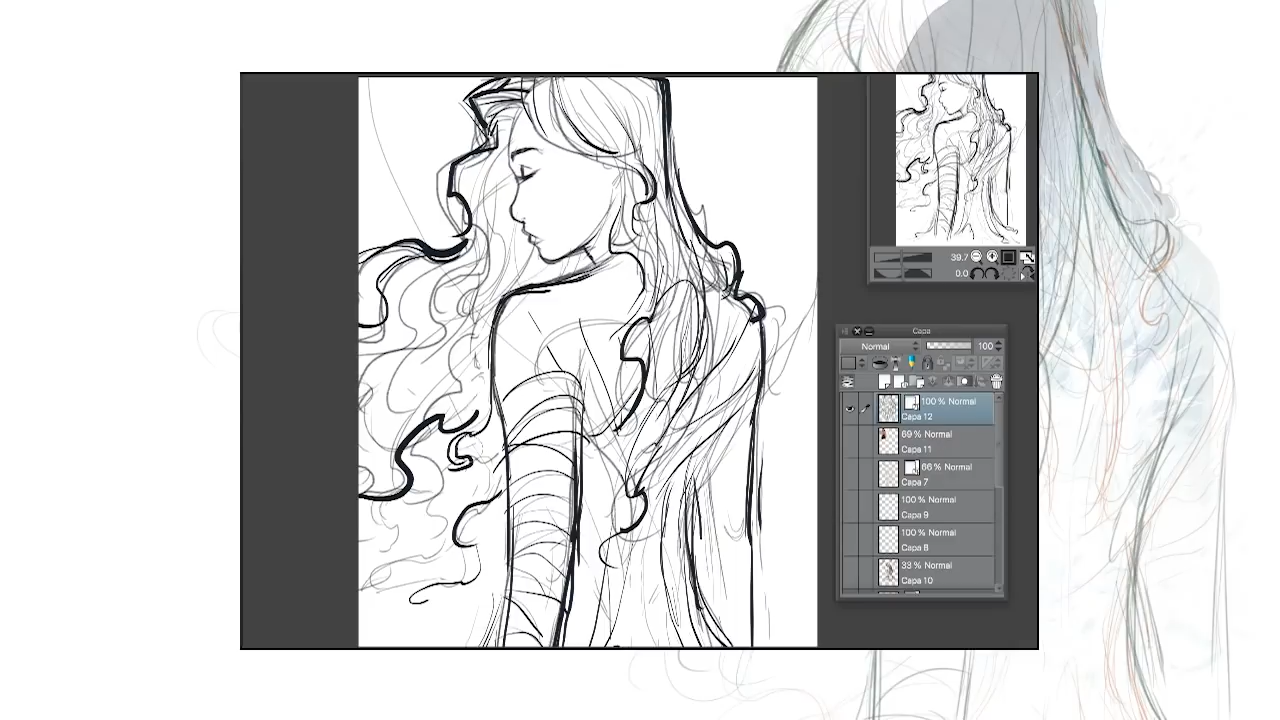 39.7
0.0
Capa
Normal 100
100 % Normal
Capa 12
69 % Normal
Capa 11
66 % Normal
Capa 7
100 % Normal
Capa 9
100 % Normal
Capa 8
33 % Normal
Capa 10